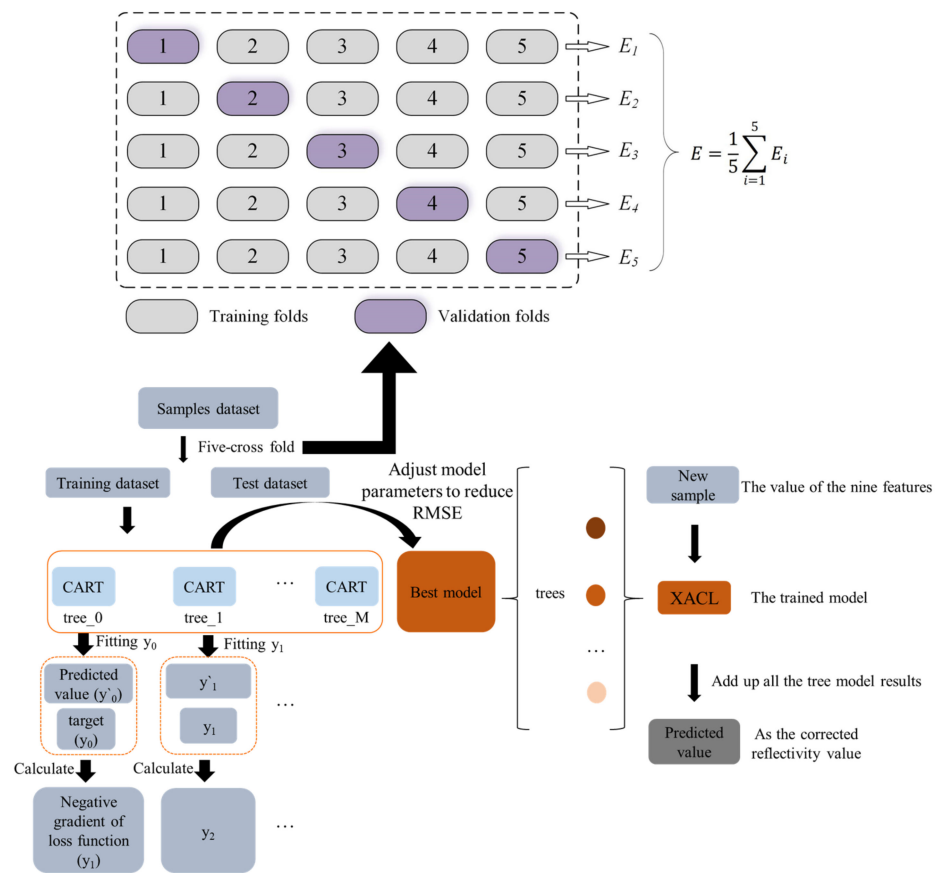 1 2 3 4 5 E1
1 2 3 4 5 E2
1 2 3 4 5 E3
1 2 3 4 5 E4
1 2 3 4 5 E5
E = 1/5 ∑ i=1 5 Ei
Training folds
Validation folds
Samples dataset
Five-cross fold
Training dataset
Test dataset
Adjust model
parameters to reduce
RMSE
CART
CART
...
CART
tree_0
tree_1
tree_M
Best model
trees
...
New
sample
The value of the nine features
XACL
The trained model
Add up all the tree model results
Predicted
value
As the corrected
reflectivity value
Fitting y0
Fitting y1
Predicted
value (y`0)
target
(y0)
y`1
y1
...
Calculate
Calculate
Negative
gradient of
loss function
(y1)
y2
...